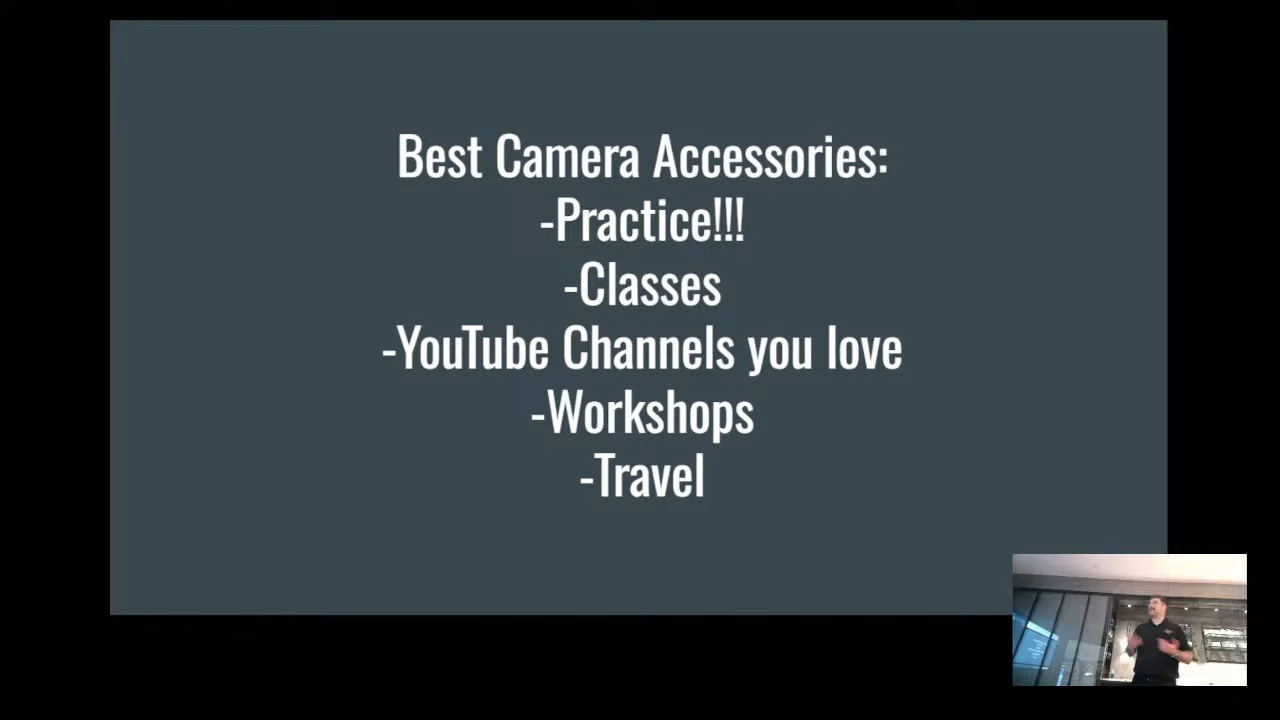 Best Camera Accessories:
-Practice!!!
-Classes
-YouTube Channels you love
-Workshops
-Travel